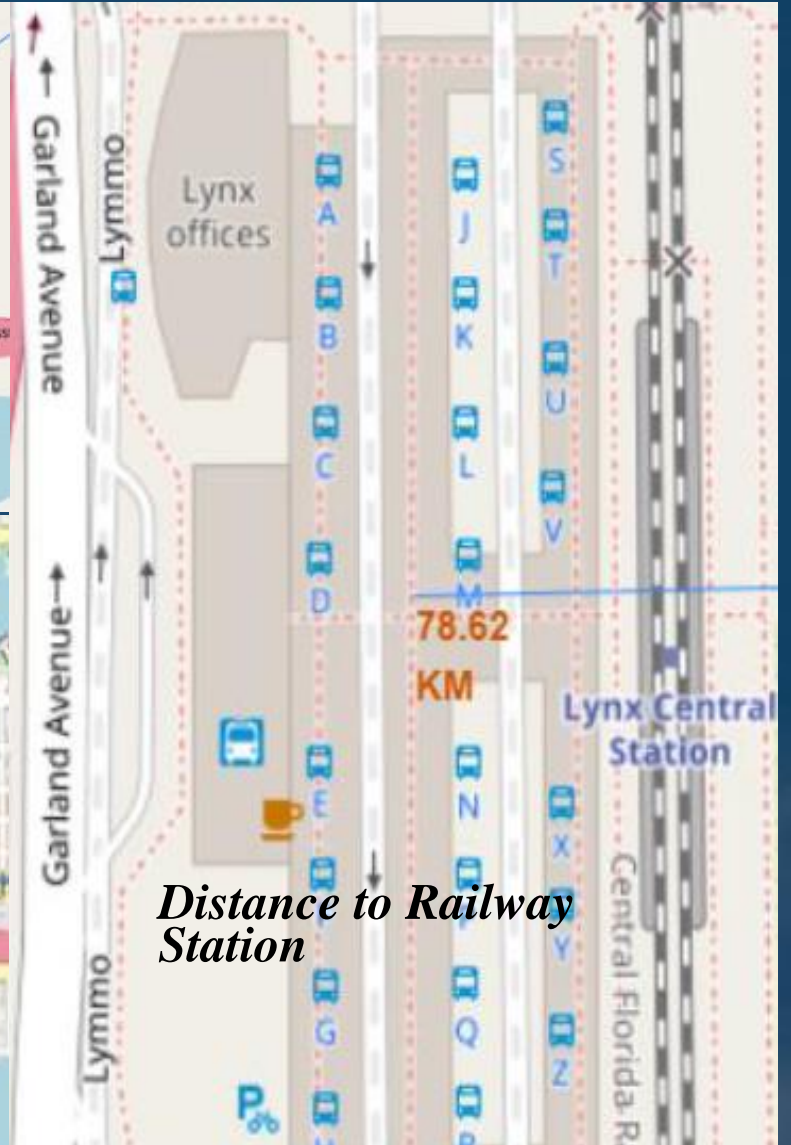 Garland Avenue
Lymmo
Lynx
offices
A
B
C
D
E
G
J
K
L
M
N
Q
S
T
U
V
X
Y
Z
78.62
KM
Lynx Central
Station
Garland Avenue
Distance to Railway
Station
Lymmo
Central Florida R
P